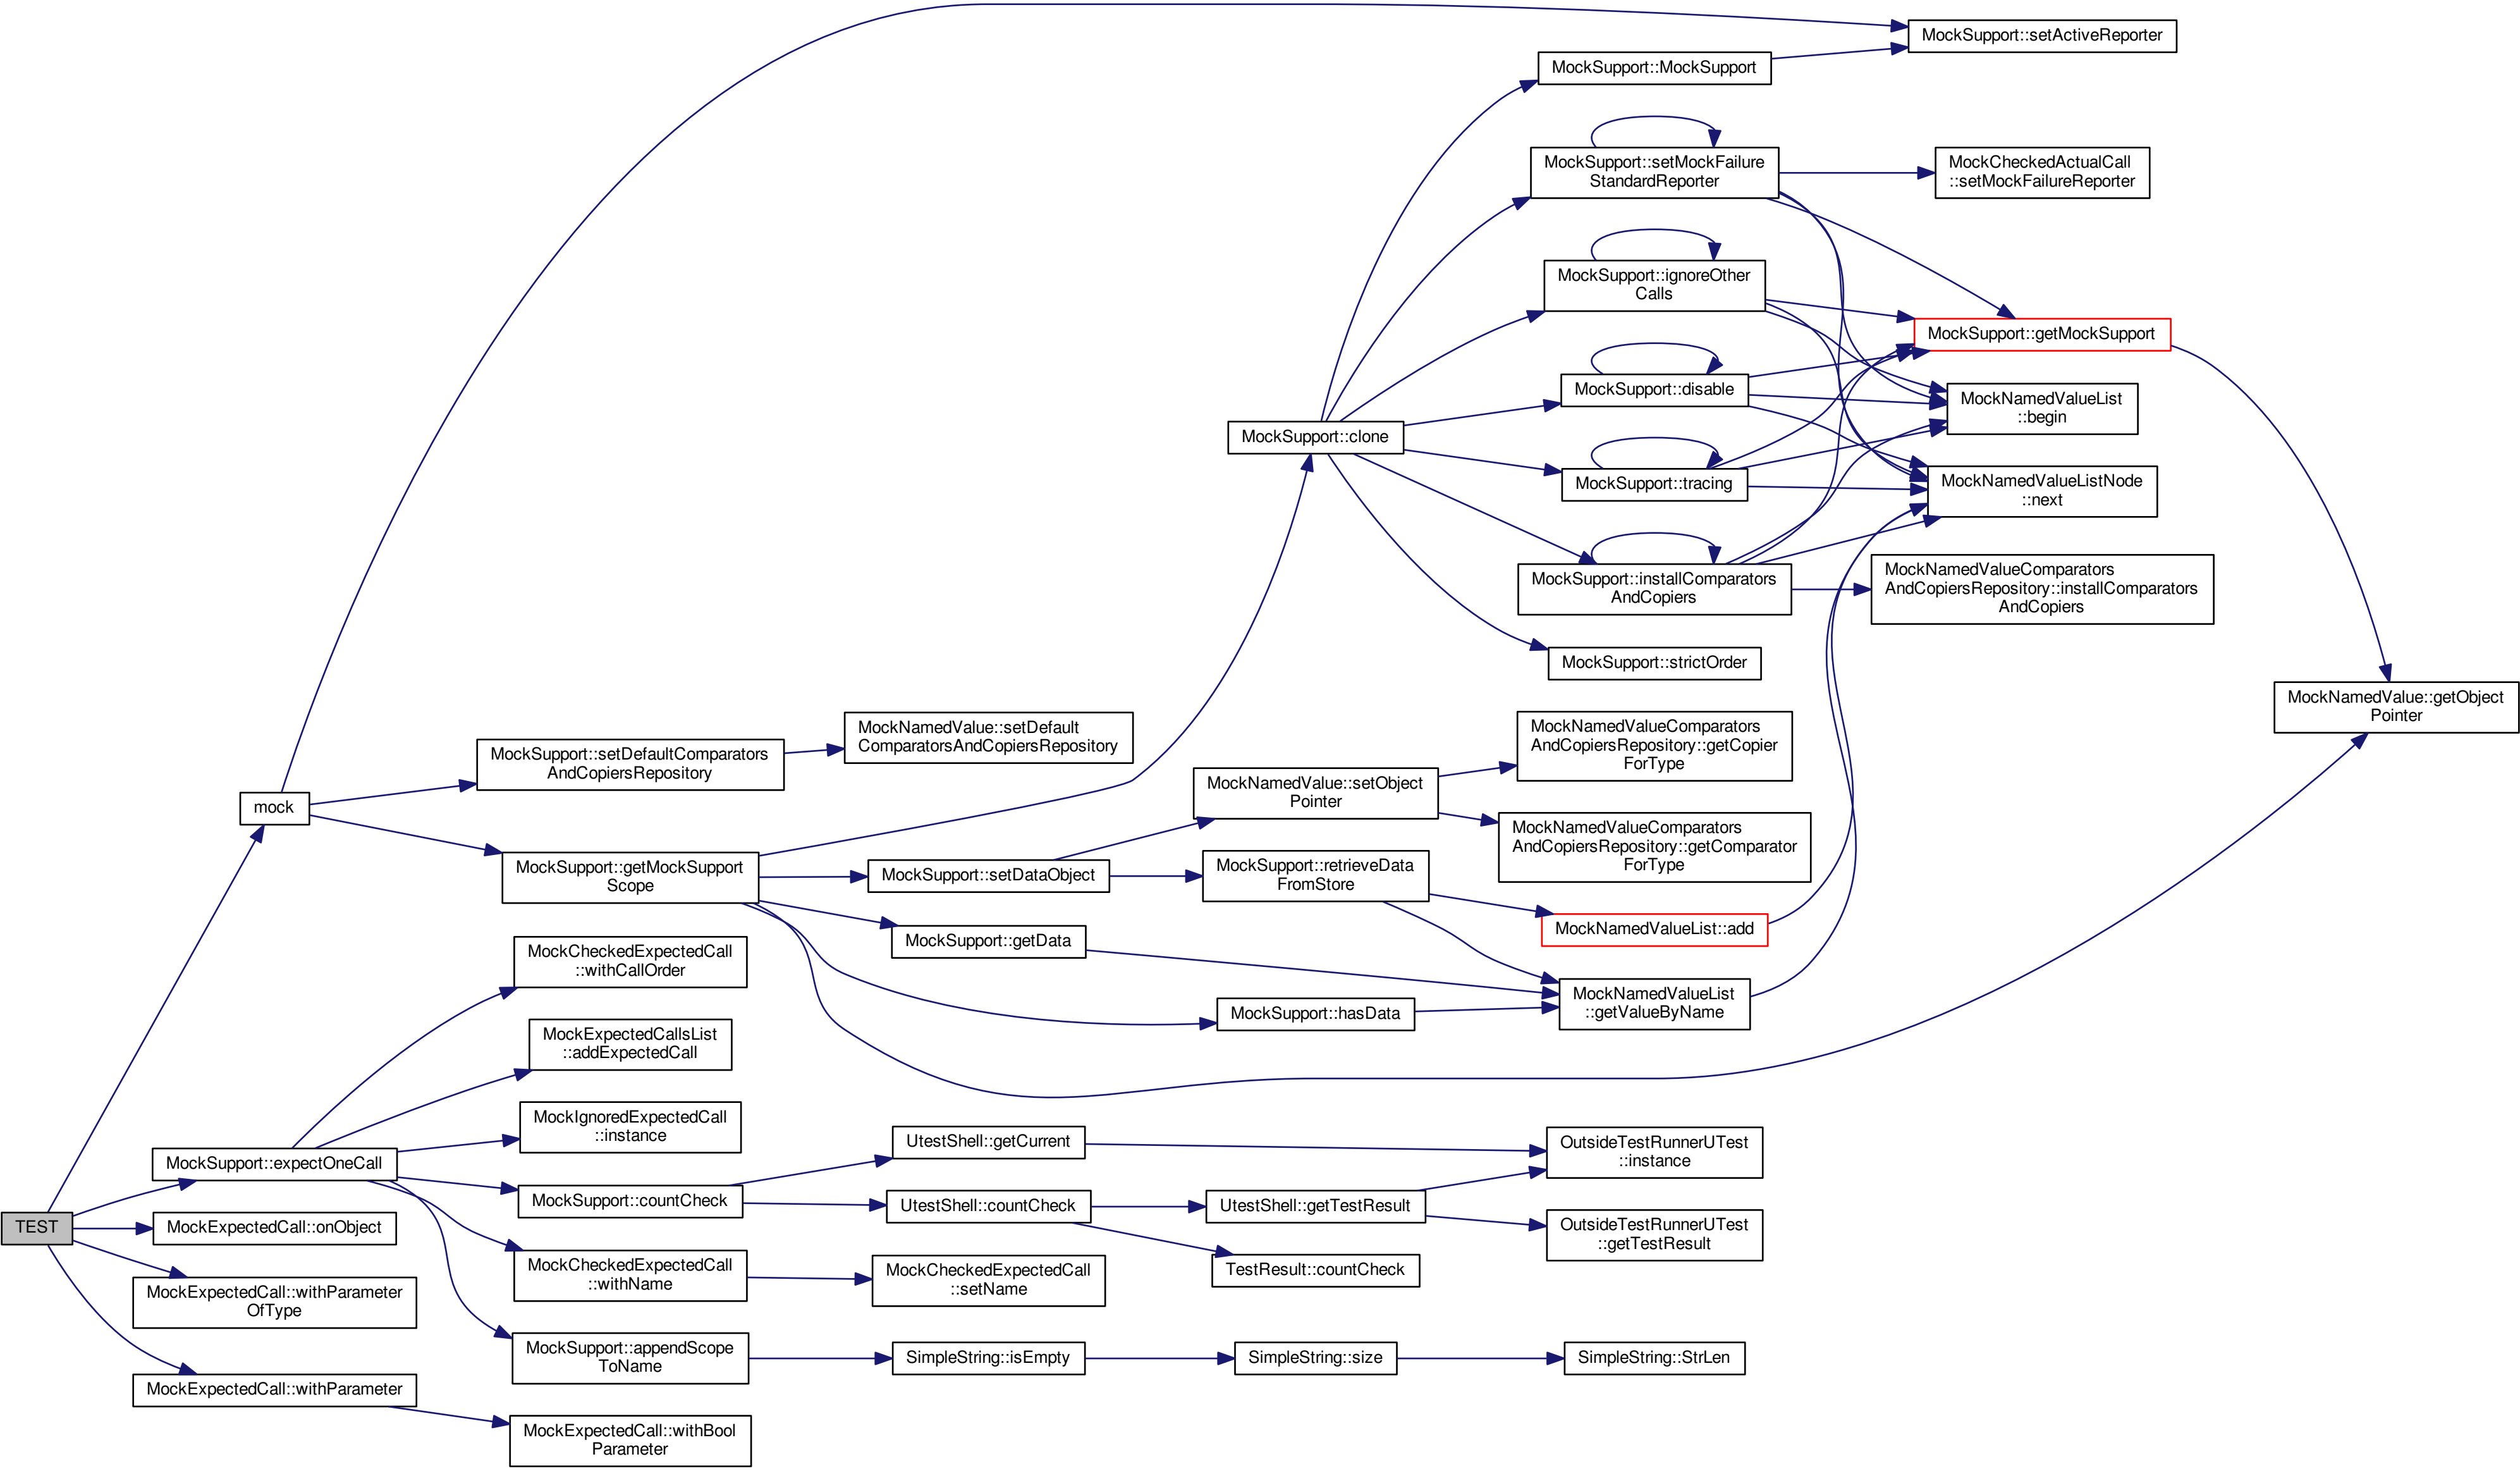 TEST
mock
MockSupport::expectOneCall
MockExpectedCall::onObject
MockExpectedCall::withParameter
OfType
MockExpectedCall::withParameter
MockSupport::setDefaultComparators
AndCopiersRepository
MockSupport::getMockSupport
Scope
MockCheckedExpectedCall
::withCallOrder
MockExpectedCallsList
::addExpectedCall
MockIgnoredExpectedCall
::instance
MockSupport::countCheck
MockCheckedExpectedCall
::withName
MockSupport::appendScope
ToName
MockExpectedCall::withBool
Parameter
MockNamedValue::setDefault
ComparatorsAndCopiersRepository
MockSupport::setDataObject
MockSupport::getData
UtestShell::getCurrent
UtestShell::countCheck
MockCheckedExpectedCall
::setName
SimpleString::isEmpty
MockSupport::clone
MockNamedValue::setObject
Pointer
MockSupport::retrieveData
FromStore
MockSupport::hasData
UtestShell::getTestResult
TestResult::countCheck
SimpleString::size
MockSupport::MockSupport
MockSupport::setMockFailure
StandardReporter
MockSupport::ignoreOther
Calls
MockSupport::disable
MockSupport::tracing
MockSupport::installComparators
AndCopiers
MockSupport::strictOrder
MockNamedValueComparators
AndCopiersRepository::getCopier
ForType
MockNamedValueComparators
AndCopiersRepository::getComparator
ForType
MockNamedValueList::add
MockNamedValueList
::getValueByName
OutsideTestRunnerUTest
::instance
OutsideTestRunnerUTest
::getTestResult
SimpleString::StrLen
MockSupport::setActiveReporter
MockCheckedActualCall
::setMockFailureReporter
MockSupport::getMockSupport
MockNamedValueList
::begin
MockNamedValueListNode
::next
MockNamedValueComparators
AndCopiersRepository::installComparators
AndCopiers
MockNamedValue::getObject
Pointer